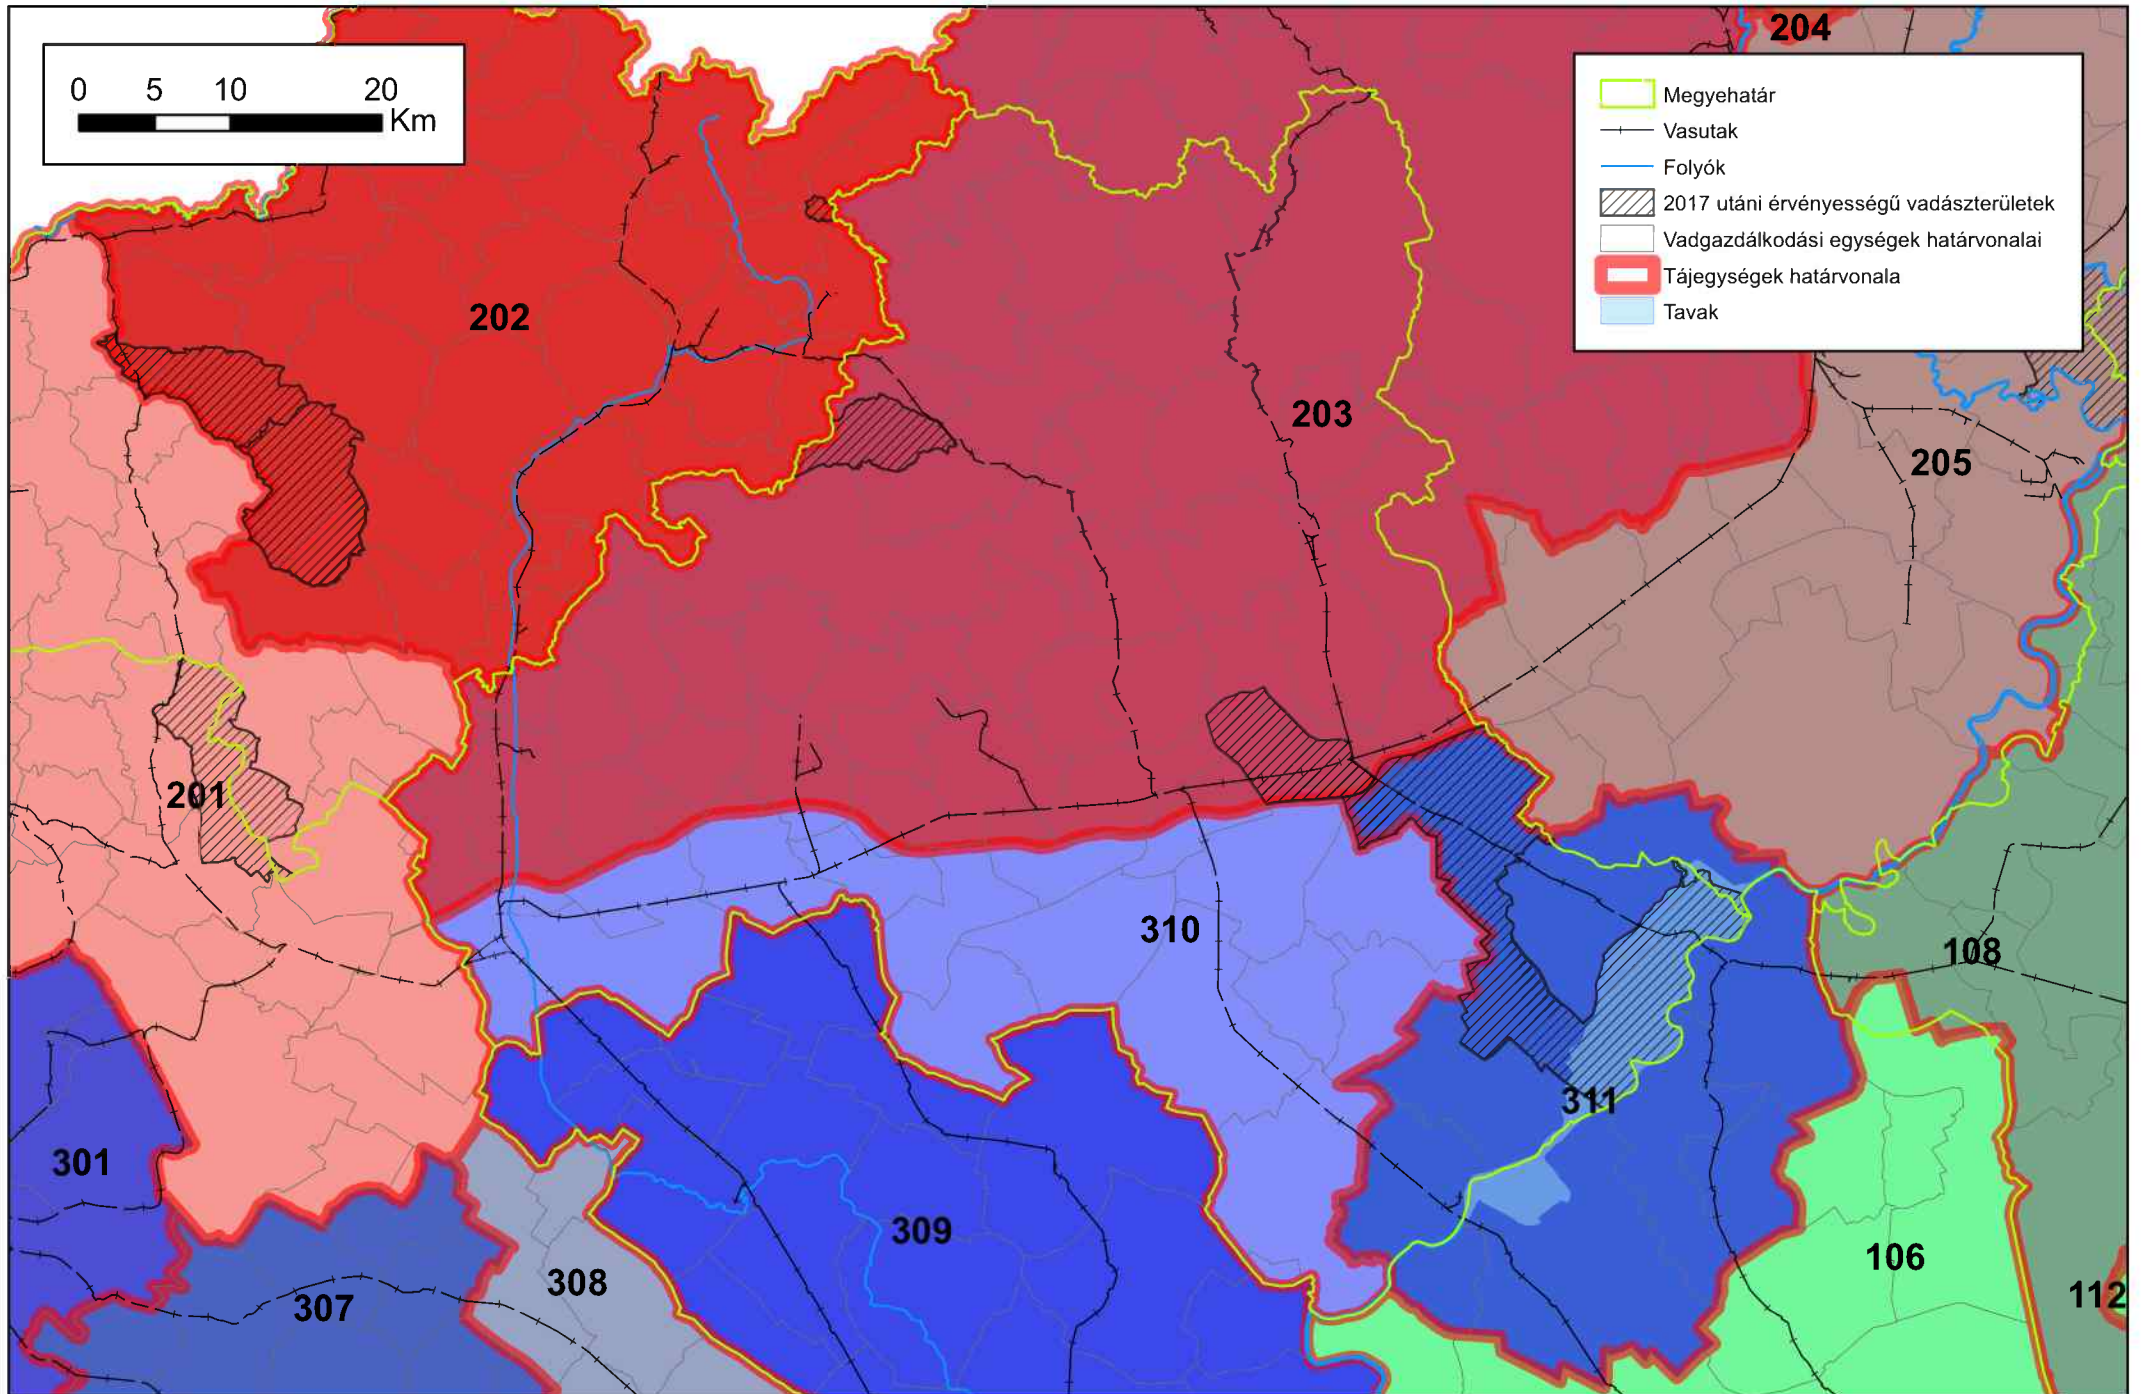 204
0 5 10 20
Km
Megyehatár
Vasutak
Folyók
2017 utáni érvényességű vadászterületek
Vadgazdálkodási egységek határvonalai
Tájegységek határvonala
Tavak
202
203
205
201
310
108
311
301
309
106
308
307
112